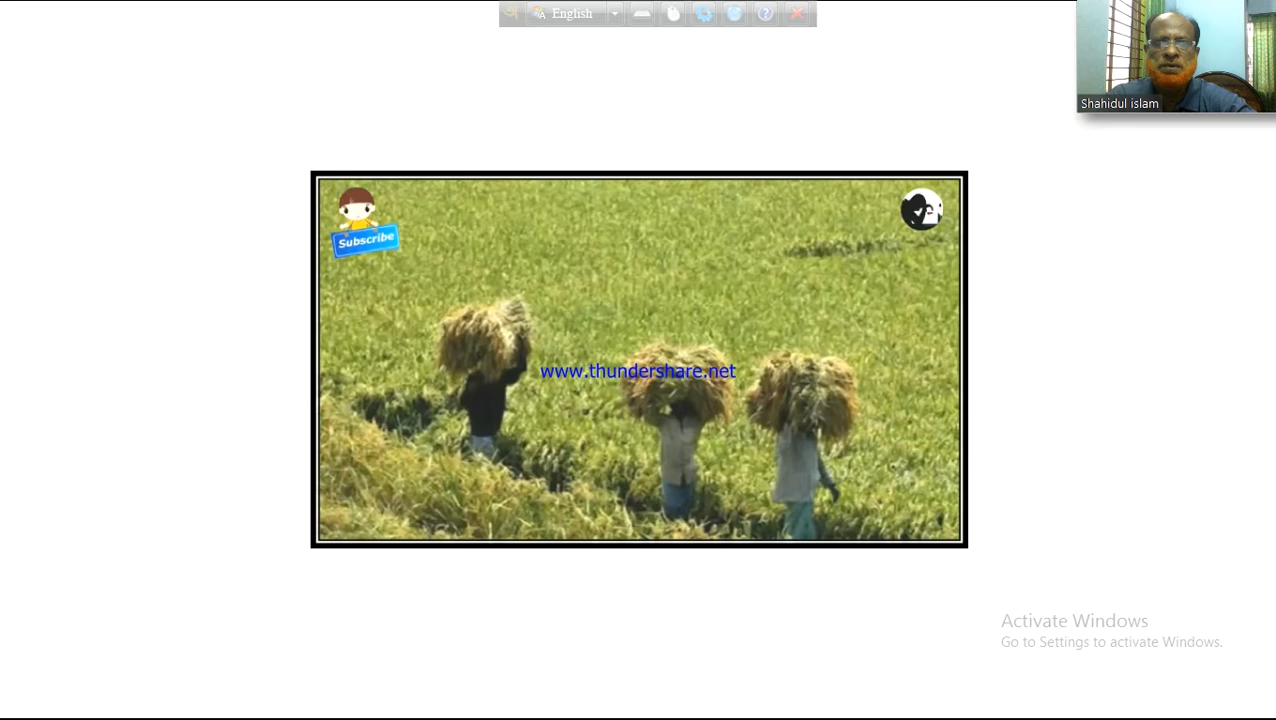 English
Shahidul islam
Subscribe
www.thundershare.net
Activate Windows
Go to Settings to activate Windows.